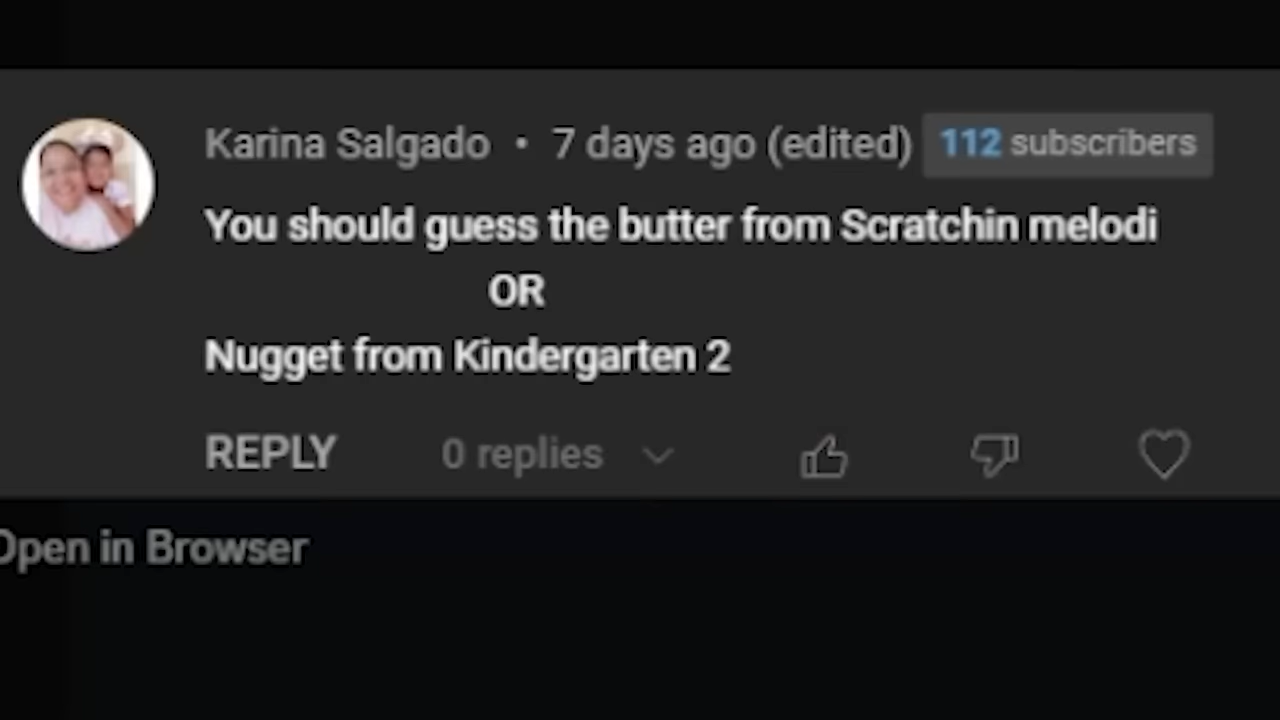 Karina Salgado • 7 days ago (edited) 112 subscribers
You should guess the butter from Scratchin melodi
OR
Nugget from Kindergarten 2
REPLY 0 replies
Open in Browser